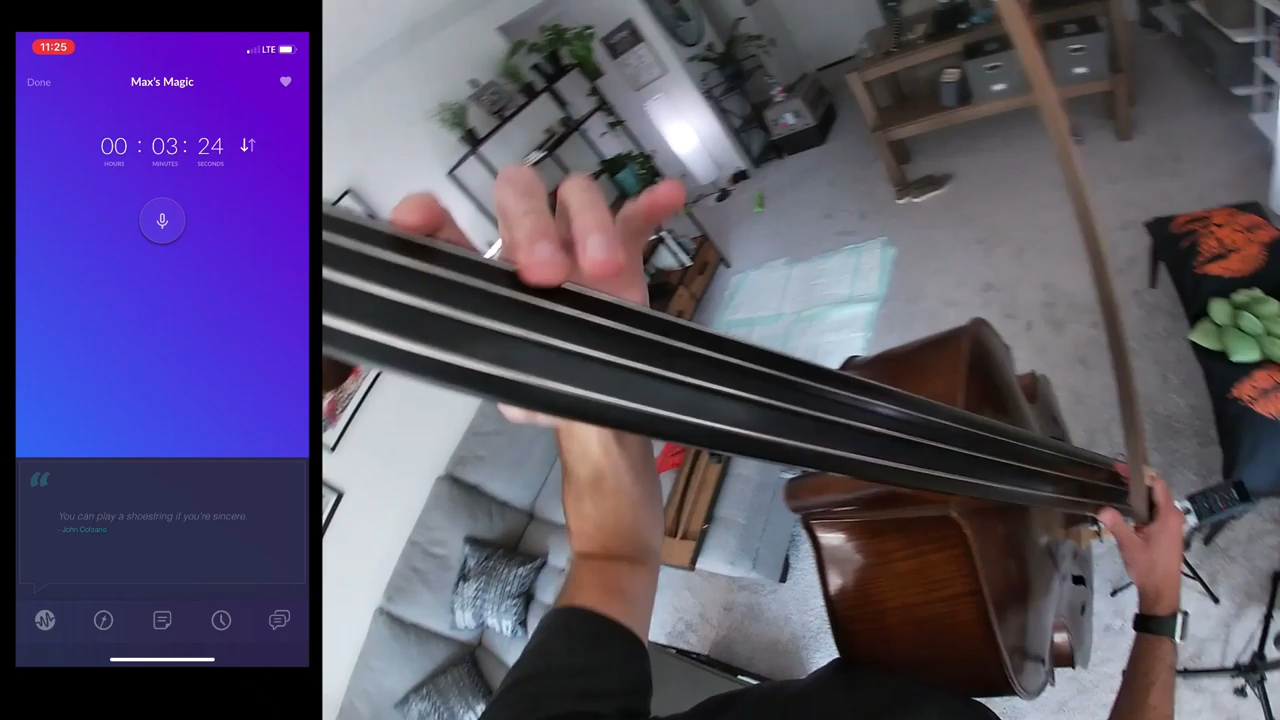 11:25
LTE
Done
Max's Magic
00 : 03 : 24
HOURS MINUTES SECONDS
You can play a shoestring if you're sincere.
- John Coltrane